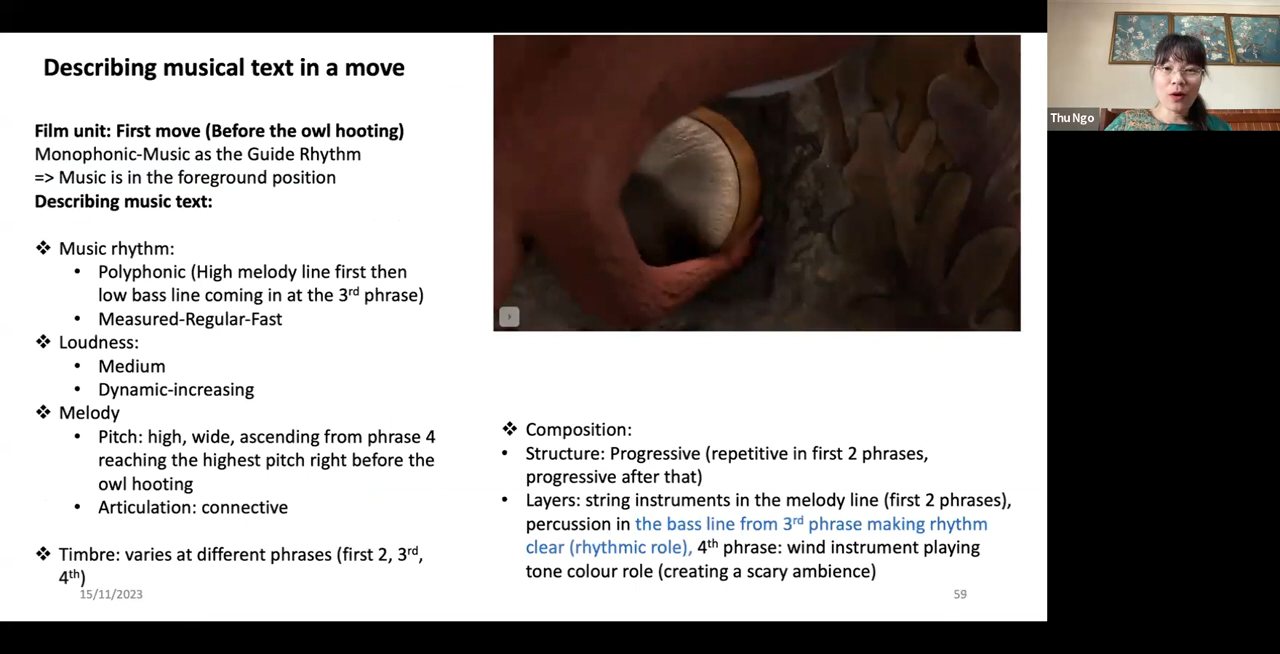 Describing musical text in a move
Film unit: First move (Before the owl hooting)
Monophonic-Music as the Guide Rhythm
=> Music is in the foreground position
Describing music text:
❖ Music rhythm:
• Polyphonic (High melody line first then
low bass line coming in at the 3rd phrase)
• Measured-Regular-Fast
❖ Loudness:
• Medium
• Dynamic-increasing
❖ Melody
• Pitch: high, wide, ascending from phrase 4
reaching the highest pitch right before the
owl hooting
• Articulation: connective
❖ Timbre: varies at different phrases (first 2, 3rd,
4th)
❖ Composition:
• Structure: Progressive (repetitive in first 2 phrases,
progressive after that)
• Layers: string instruments in the melody line (first 2 phrases),
percussion in the bass line from 3rd phrase making rhythm
clear (rhythmic role), 4th phrase: wind instrument playing
tone colour role (creating a scary ambience)
15/11/2023
59
Thu Ngo